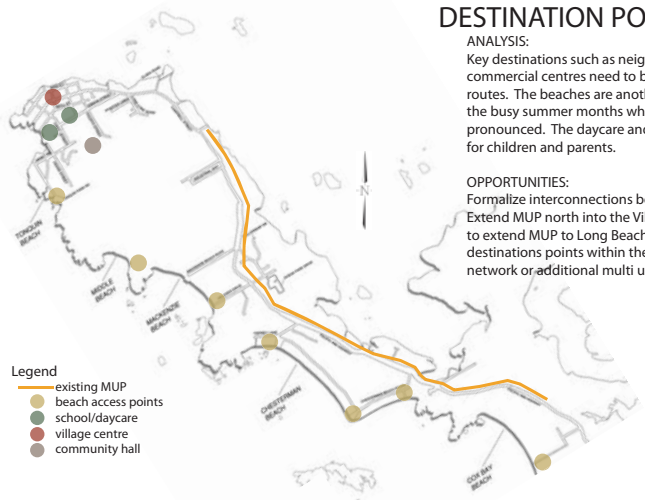 DESTINATION PO
ANALYSIS:
Key destinations such as neig
commercial centres need to b
routes. The beaches are anoth
the busy summer months wh
pronounced. The daycare and
for children and parents.
OPPORTUNITIES:
Formalize interconnections be
Extend MUP north into the Vil
to extend MUP to Long Beach
destinations points within the
network or additional multi u
N
TONQUIN
BEACH
MIDDLE
BEACH
MACKENZIE
BEACH
CHESTERMAN
BEACH
COX BAY
BEACH
Legend
existing MUP
beach access points
school/daycare
village centre
community hall